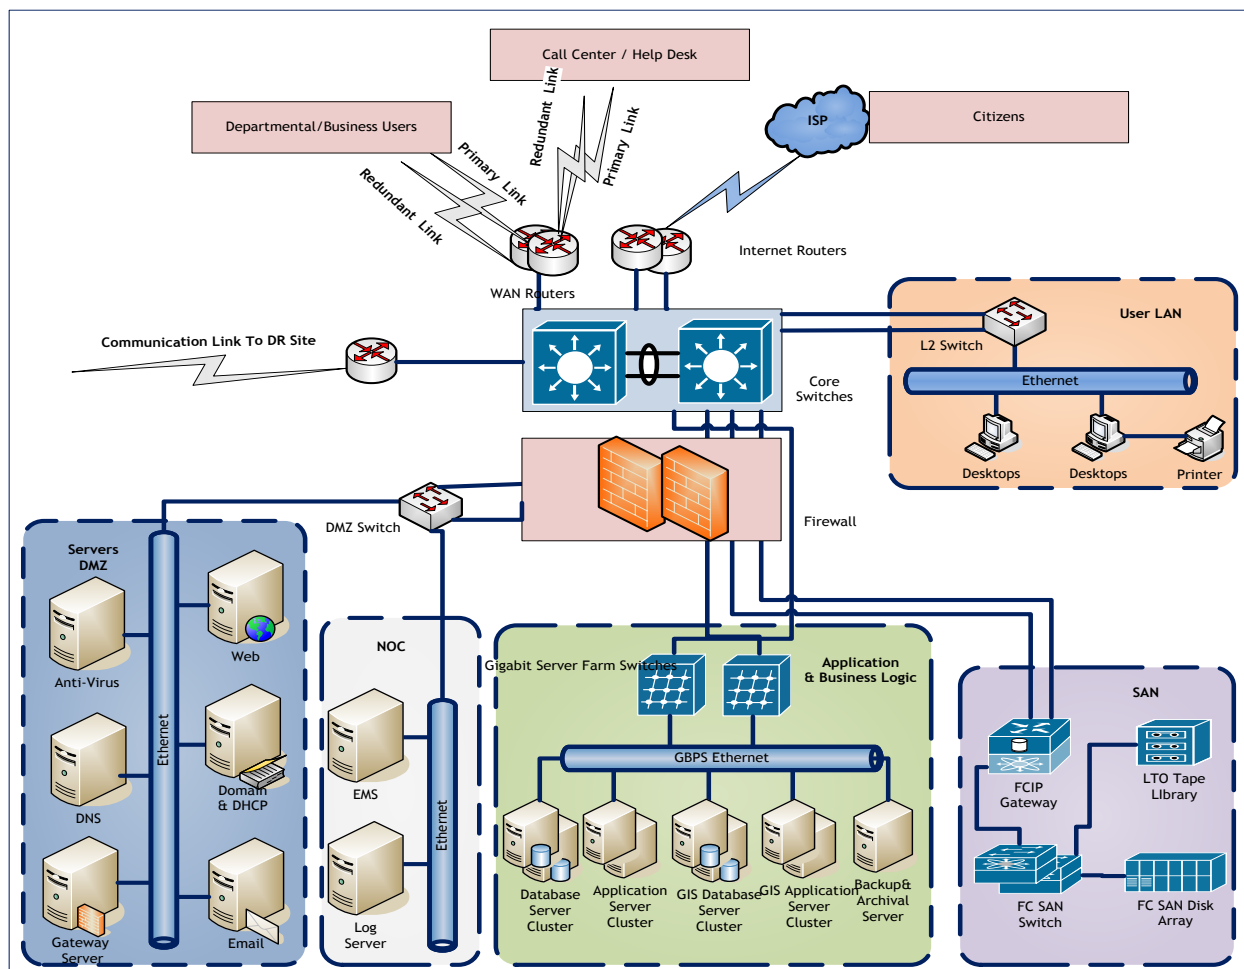 Call Center / Help Desk
Departmental/Business Users
ISP
Citizens
Redundant Link
Primary Link
Primary Link
Redundant Link
Internet Routers
WAN Routers
Communication Link To DR Site
Core
Switches
User LAN
L2 Switch
Ethernet
Desktops
Desktops
Printer
DMZ Switch
Firewall
Servers
DMZ
Anti-Virus
Web
DNS
Domain
& DHCP
Gateway
Server
Email
Ethernet
NOC
EMS
Log
Server
Ethernet
Gigabit Server Farm Switches
Application
& Business Logic
GBPS Ethernet
Database
Server
Cluster
Application
Server
Cluster
GIS Database
Server
Cluster
GIS Application
Server
Cluster
Backup&
Archival
Server
SAN
FCIP
Gateway
LTO Tape
LIbrary
FC SAN
Switch
FC SAN Disk
Array